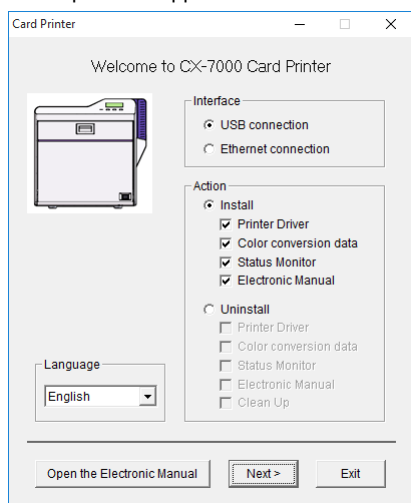 Card Printer
Welcome to CX-7000 Card Printer
Interface
USB connection
Ethernet connection
Action
Install
Printer Driver
Color conversion data
Status Monitor
Electronic Manual
Uninstall
Printer Driver
Color conversion data
Status Monitor
Electronic Manual
Clean Up
Language
English
Open the Electronic Manual
Next >
Exit